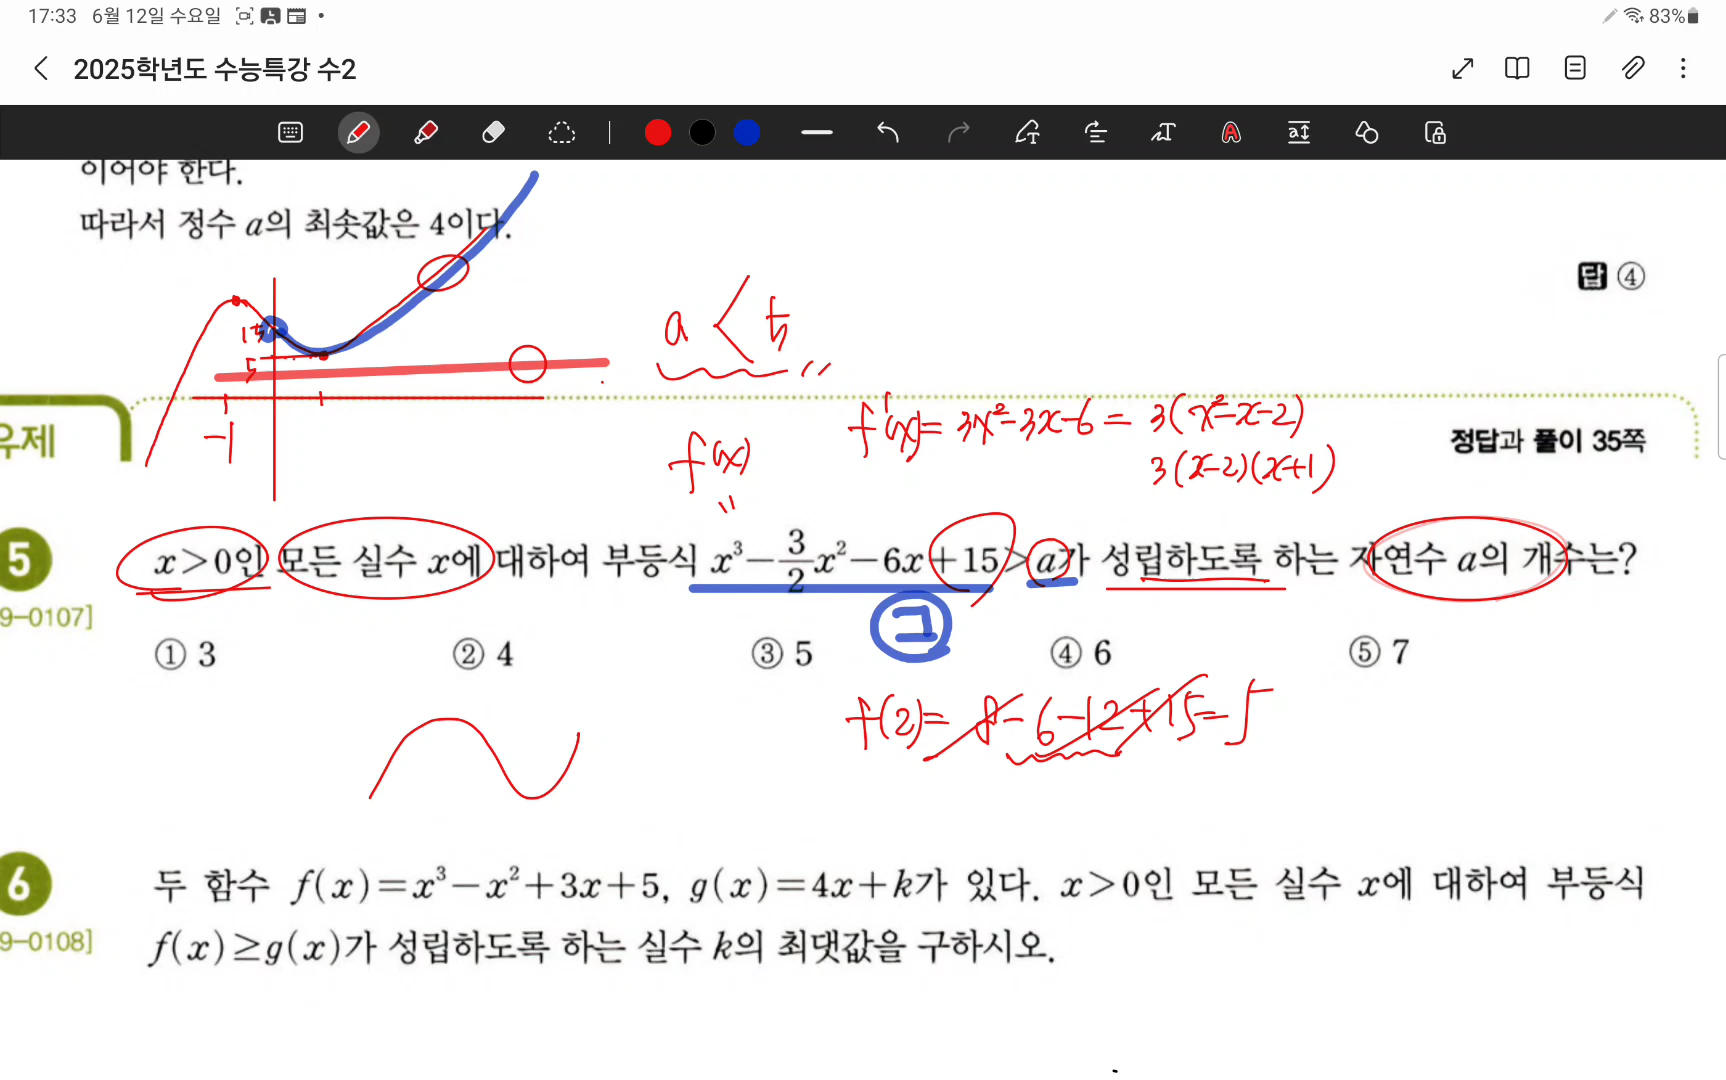 17:33 6월 12일 수요일
83%
2025학년도 수능특강 수2
이어야 한다.
따라서 정수 a의 최솟값은 4이다.
답 ④
15
5
-1
1
a < 5
f(x)
"
f'(x)= 3x²-3x-6 = 3(x²-x-2)
3(x-2)(x+1)
유제
정답과 풀이 35쪽
5 x>0인 모든 실수 x에 대하여 부등식 x³-3/2x²-6x+15>a가 성립하도록 하는 자연수 a의 개수는?
9-0107]
① 3 ② 4 ③ 5 ④ 6 ⑤ 7
f(2)= 8-6-12+15=5
6 두 함수 f(x)=x³-x²+3x+5, g(x)=4x+k가 있다. x>0인 모든 실수 x에 대하여 부등식
9-0108]
f(x)≥g(x)가 성립하도록 하는 실수 k의 최댓값을 구하시오.